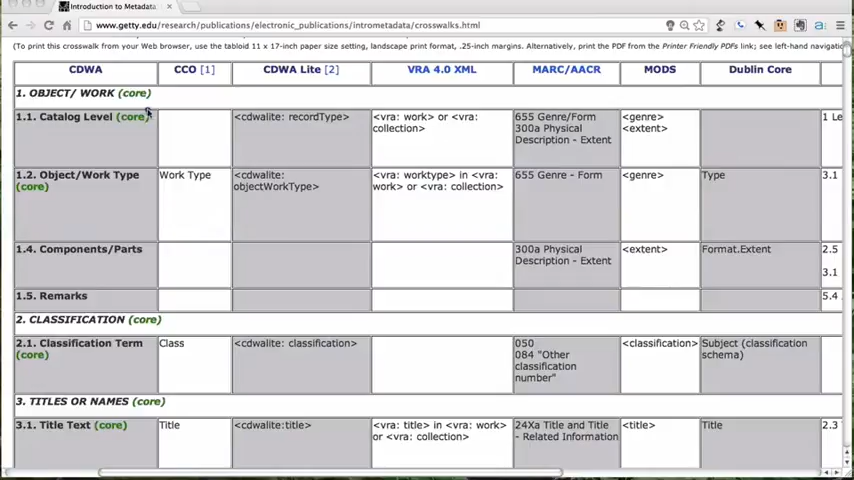 Introduction to Metadata
www.getty.edu/research/publications/electronic_publications/intrometadata/crosswalks.html
(To print this crosswalk from your Web browser, use the tabloid 11 x 17-inch paper size setting, landscape print format, .25-inch margins. Alternatively, print the PDF from the Printer Friendly PDFs link; see left-hand navigatio
CDWA CCO [1] CDWA Lite [2] VRA 4.0 XML MARC/AACR MODS Dublin Core
1. OBJECT/ WORK (core)
1.1. Catalog Level (core) <cdwalite: recordType> <vra: work> or <vra: 655 Genre/Form <genre> 1 Le
collection> 300a Physical <extent>
Description - Extent
1.2. Object/Work Type Work Type <cdwalite: <vra: worktype> in <vra: 655 Genre - Form <genre> Type 3.1
(core) objectWorkType> work> or <vra: collection>
1.4. Components/Parts 300a Physical <extent> Format.Extent 2.5
Description - Extent
3.1
1.5. Remarks 5.4
2. CLASSIFICATION (core)
2.1. Classification Term Class <cdwalite: classification> 050 <classification> Subject (classification
(core) 084 "Other schema)
classification
number"
3. TITLES OR NAMES (core)
3.1. Title Text (core) Title <cdwalite:title> <vra: title> in <vra: work> 24Xa Title and Title <title> Title 2.3
or <vra: collection> - Related Information